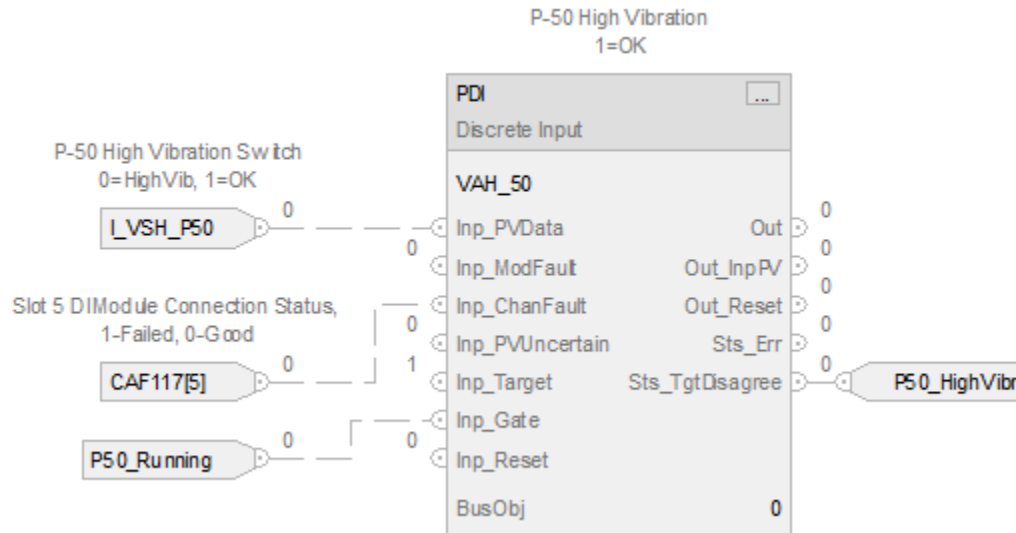 P-50 High Vibration
1=OK
PDI
...
Discrete Input
P-50 High Vibration Switch
0=HighVib, 1=OK
VAH_50
I_VSH_P50
0
Inp_PVData
Out
0
0
Inp_ModFault
Out_InpPV
0
Slot 5 DIModule Connection Status,
1-Failed, 0-Good
Inp_ChanFault
Out_Reset
0
0
Inp_PVUncertain
Sts_Err
0
CAF117[5]
0
1
Inp_Target
Sts_TgtDisagree
0
P50_HighVibr
Inp_Gate
P50_Running
0
0
Inp_Reset
BusObj
0